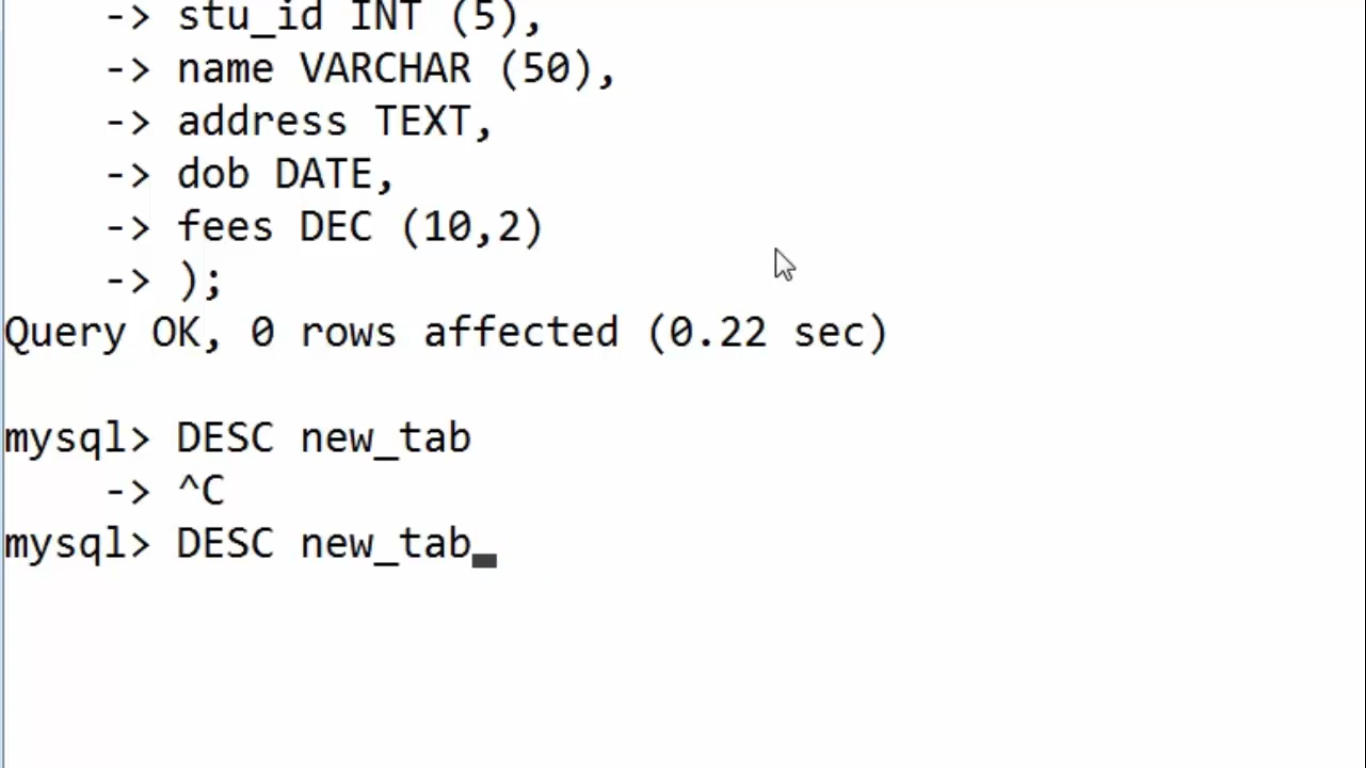 -> stu_id INT (5),
-> name VARCHAR (50),
-> address TEXT,
-> dob DATE,
-> fees DEC (10,2)
-> );
Query OK, 0 rows affected (0.22 sec)
mysql> DESC new_tab
-> ^C
mysql> DESC new_tab